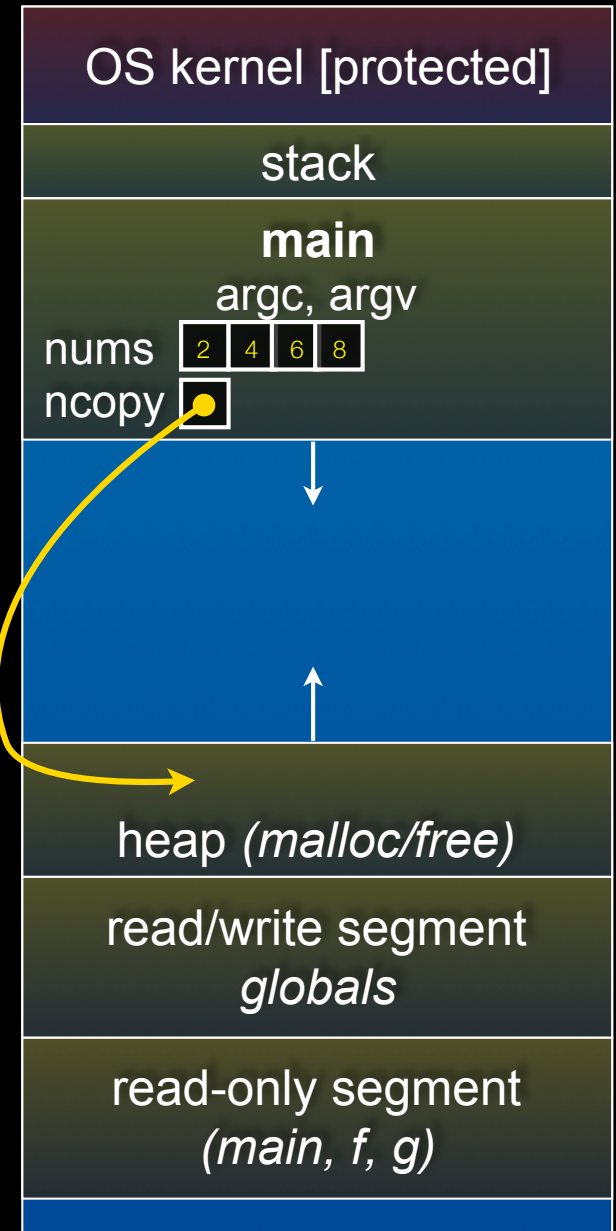 OS kernel [protected]
stack
main
argc, argv
nums 2 4 6 8
ncopy
heap (malloc/free)
read/write segment
globals
read-only segment
(main, f, g)